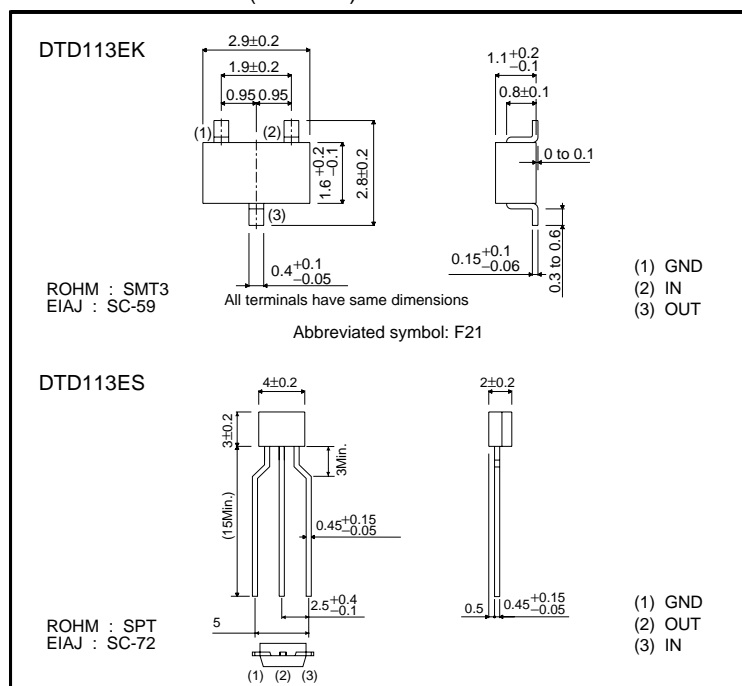 DTD113EK
2.9±0.2
1.9±0.2
0.95 0.95
(1) (2)
1.6 +0.2 −0.1
2.8±0.2
(3)
0.4 +0.1 −0.05
All terminals have same dimensions
1.1 +0.2 −0.1
0.8±0.1
0 to 0.1
0.15 +0.1 −0.06
0.3 to 0.6
ROHM : SMT3
EIAJ : SC-59
(1) GND
(2) IN
(3) OUT
Abbreviated symbol: F21
DTD113ES
4±0.2
2±0.2
3±0.2
3Min.
(15Min.)
0.45 +0.15 −0.05
2.5 +0.4 −0.1
5
0.5
0.45 +0.15 −0.05
ROHM : SPT
EIAJ : SC-72
(1) (2) (3)
(1) GND
(2) OUT
(3) IN